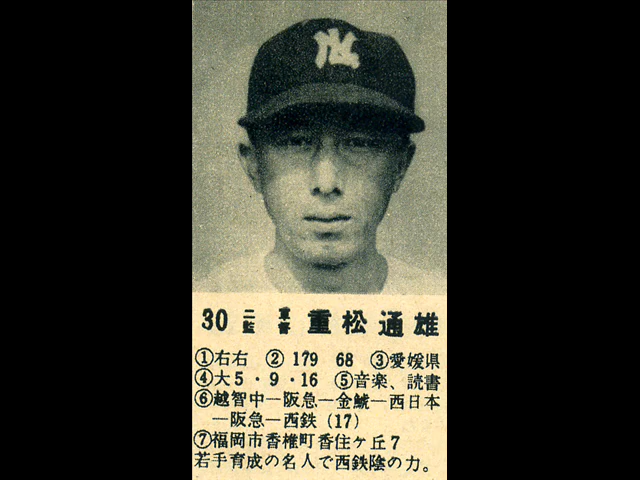 NL
30 二軍監督 重松通雄
①右右 ②179 68 ③愛媛県
④大5・9・16 ⑤音楽、読書
⑥越智中―阪急―金鯱―西日本
―阪急―西鉄(17)
⑦福岡市香椎町香住ケ丘7
若手育成の名人で西鉄陰の力。